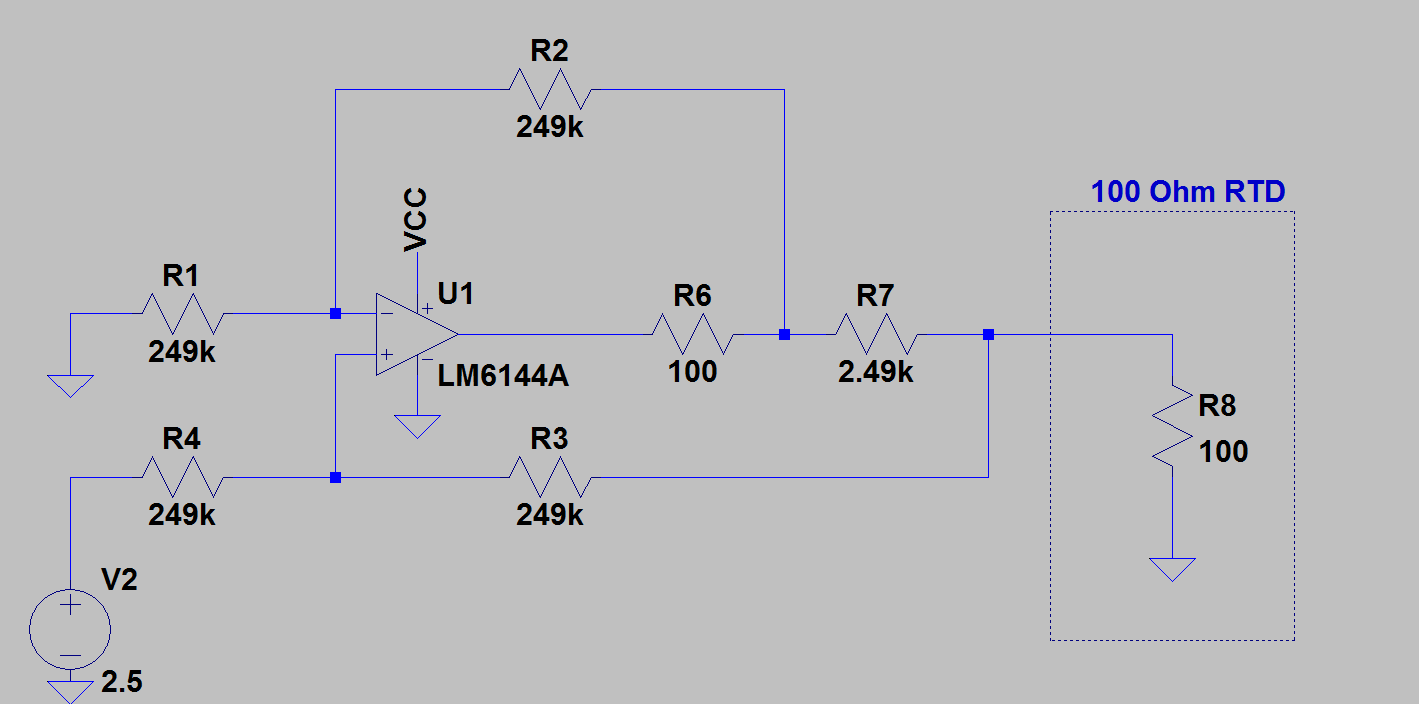 R2
249k
VCC
100 Ohm RTD
R1
249k
U1
LM6144A
R6
100
R7
2.49k
R8
100
R4
249k
R3
249k
V2
2.5